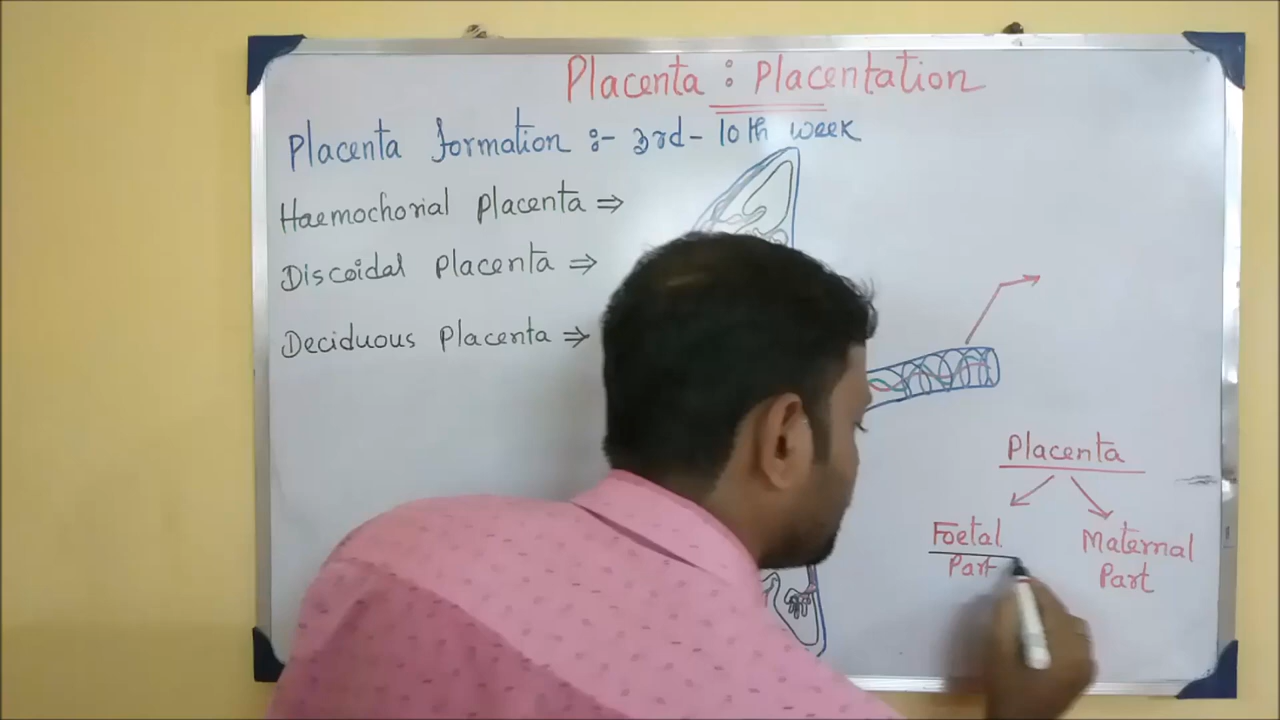 Placenta : Placentation
Placenta formation :- 3rd - 10th week
Haemochorial Placenta ⇒
Discoidal Placenta ⇒
Deciduous Placenta ⇒
Placenta
Foetal
Part
Maternal
Part